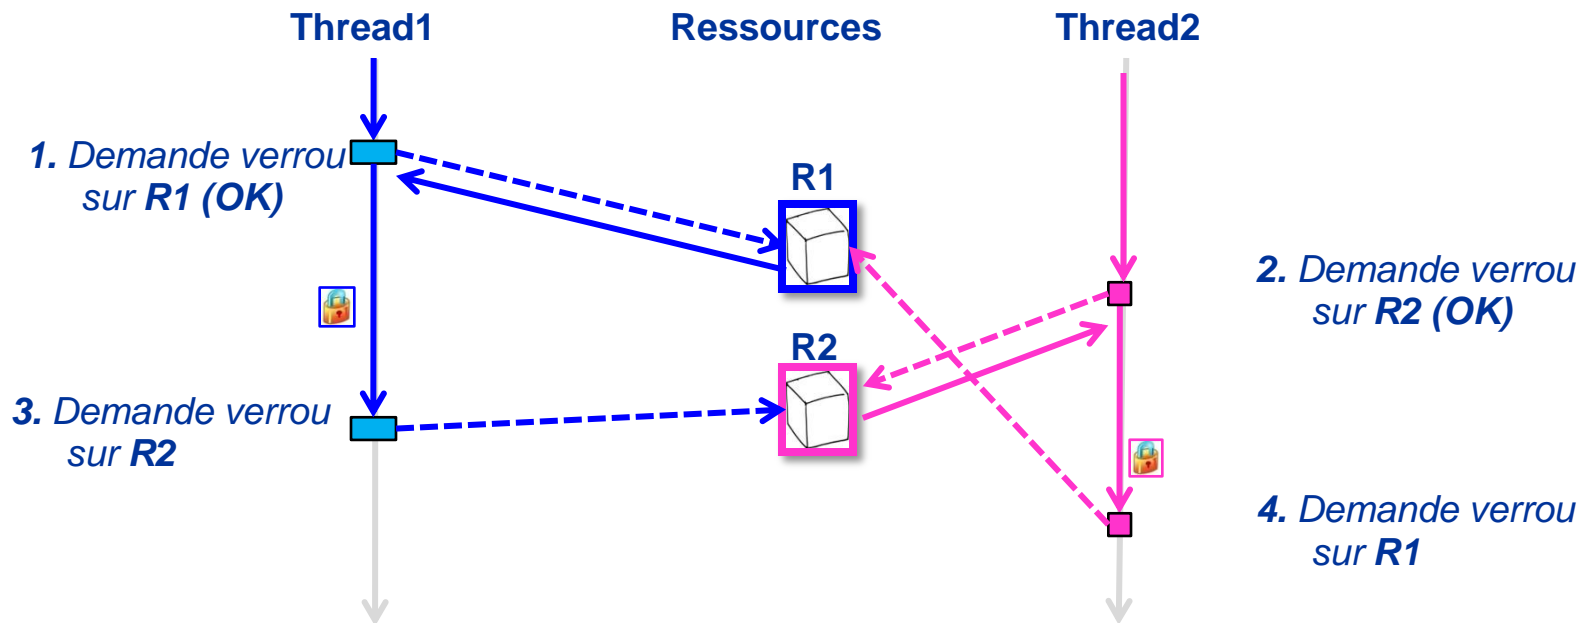 Thread1
Ressources
Thread2
1. Demande verrou
sur R1 (OK)
R1
2. Demande verrou
sur R2 (OK)
R2
3. Demande verrou
sur R2
4. Demande verrou
sur R1